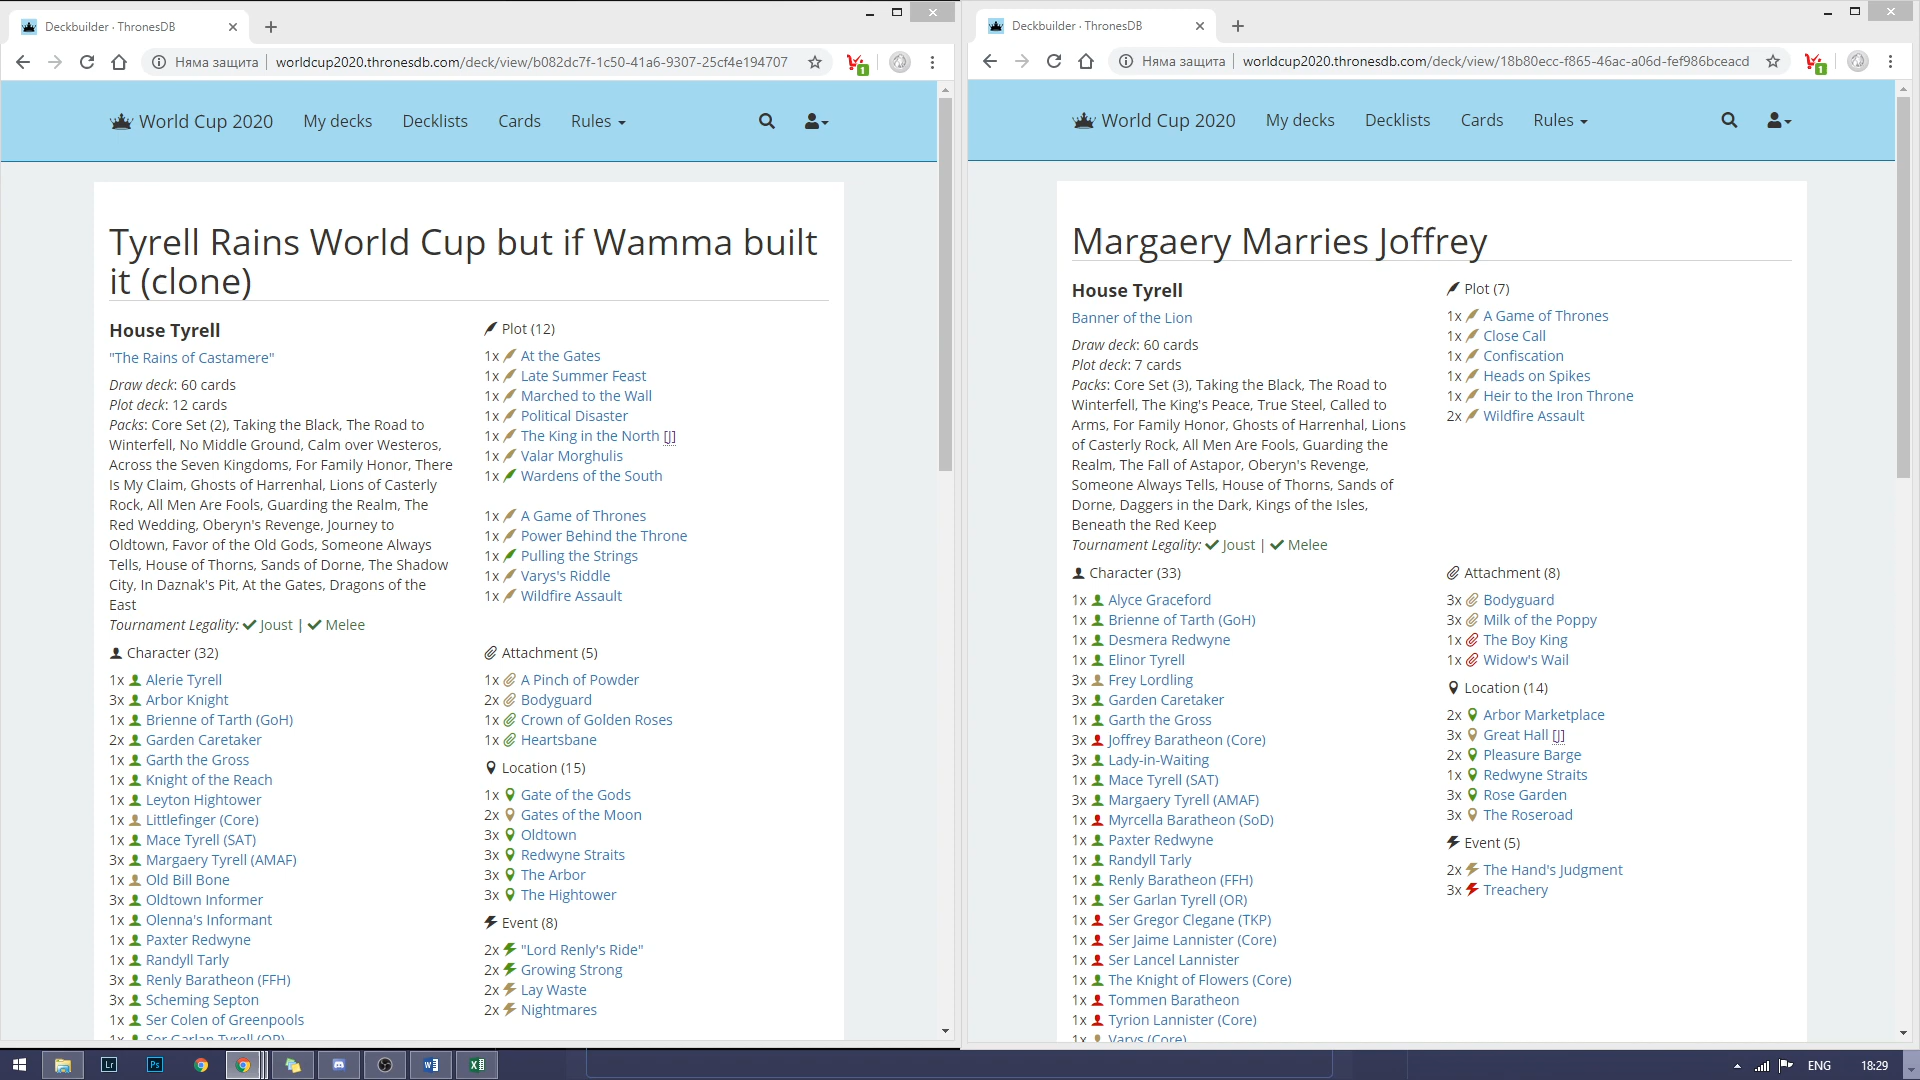 Deckbuilder · ThronesDB
Няма защита
worldcup2020.thronesdb.com/deck/view/b082dc7f-1c50-41a6-9307-25cf4e194707
1
World Cup 2020
My decks
Decklists
Cards
Rules
Tyrell Rains World Cup but if Wamma built
it (clone)
House Tyrell
"The Rains of Castamere"
Draw deck: 60 cards
Plot deck: 12 cards
Packs: Core Set (2), Taking the Black, The Road to
Winterfell, No Middle Ground, Calm over Westeros,
Across the Seven Kingdoms, For Family Honor, There
Is My Claim, Ghosts of Harrenhal, Lions of Casterly
Rock, All Men Are Fools, Guarding the Realm, The
Red Wedding, Oberyn's Revenge, Journey to
Oldtown, Favor of the Old Gods, Someone Always
Tells, House of Thorns, Sands of Dorne, The Shadow
City, In Daznak's Pit, At the Gates, Dragons of the
East
Tournament Legality: Joust | Melee
Plot (12)
1x At the Gates
1x Late Summer Feast
1x Marched to the Wall
1x Political Disaster
1x The King in the North [J]
1x Valar Morghulis
1x Wardens of the South
1x A Game of Thrones
1x Power Behind the Throne
1x Pulling the Strings
1x Varys's Riddle
1x Wildfire Assault
Character (32)
1x Alerie Tyrell
3x Arbor Knight
1x Brienne of Tarth (GoH)
2x Garden Caretaker
1x Garth the Gross
1x Knight of the Reach
1x Leyton Hightower
1x Littlefinger (Core)
1x Mace Tyrell (SAT)
3x Margaery Tyrell (AMAF)
1x Old Bill Bone
3x Oldtown Informer
1x Olenna's Informant
1x Paxter Redwyne
1x Randyll Tarly
3x Renly Baratheon (FFH)
3x Scheming Septon
1x Ser Colen of Greenpools
1x Ser Garlan Tyrell (OR)
Attachment (5)
1x A Pinch of Powder
2x Bodyguard
1x Crown of Golden Roses
1x Heartsbane
Location (15)
1x Gate of the Gods
2x Gates of the Moon
3x Oldtown
3x Redwyne Straits
3x The Arbor
3x The Hightower
Event (8)
2x "Lord Renly's Ride"
2x Growing Strong
2x Lay Waste
2x Nightmares
Deckbuilder · ThronesDB
Няма защита
worldcup2020.thronesdb.com/deck/view/18b80ecc-f865-46ac-a06d-fef986bceacd
1
World Cup 2020
My decks
Decklists
Cards
Rules
Margaery Marries Joffrey
House Tyrell
Banner of the Lion
Draw deck: 60 cards
Plot deck: 7 cards
Packs: Core Set (3), Taking the Black, The Road to
Winterfell, The King's Peace, True Steel, Called to
Arms, For Family Honor, Ghosts of Harrenhal, Lions
of Casterly Rock, All Men Are Fools, Guarding the
Realm, The Fall of Astapor, Oberyn's Revenge,
Someone Always Tells, House of Thorns, Sands of
Dorne, Daggers in the Dark, Kings of the Isles,
Beneath the Red Keep
Tournament Legality: Joust | Melee
Plot (7)
1x A Game of Thrones
1x Close Call
1x Confiscation
1x Heads on Spikes
1x Heir to the Iron Throne
2x Wildfire Assault
Character (33)
1x Alyce Graceford
1x Brienne of Tarth (GoH)
1x Desmera Redwyne
1x Elinor Tyrell
3x Frey Lordling
3x Garden Caretaker
1x Garth the Gross
3x Joffrey Baratheon (Core)
3x Lady-in-Waiting
1x Mace Tyrell (SAT)
3x Margaery Tyrell (AMAF)
1x Myrcella Baratheon (SoD)
1x Paxter Redwyne
1x Randyll Tarly
1x Renly Baratheon (FFH)
1x Ser Garlan Tyrell (OR)
1x Ser Gregor Clegane (TKP)
1x Ser Jaime Lannister (Core)
1x Ser Lancel Lannister
1x The Knight of Flowers (Core)
1x Tommen Baratheon
1x Tyrion Lannister (Core)
1x Varys (Core)
Attachment (8)
3x Bodyguard
3x Milk of the Poppy
1x The Boy King
1x Widow's Wail
Location (14)
2x Arbor Marketplace
3x Great Hall [J]
2x Pleasure Barge
1x Redwyne Straits
3x Rose Garden
3x The Roseroad
Event (5)
2x The Hand's Judgment
3x Treachery
Lr
Ps
ENG
18:29